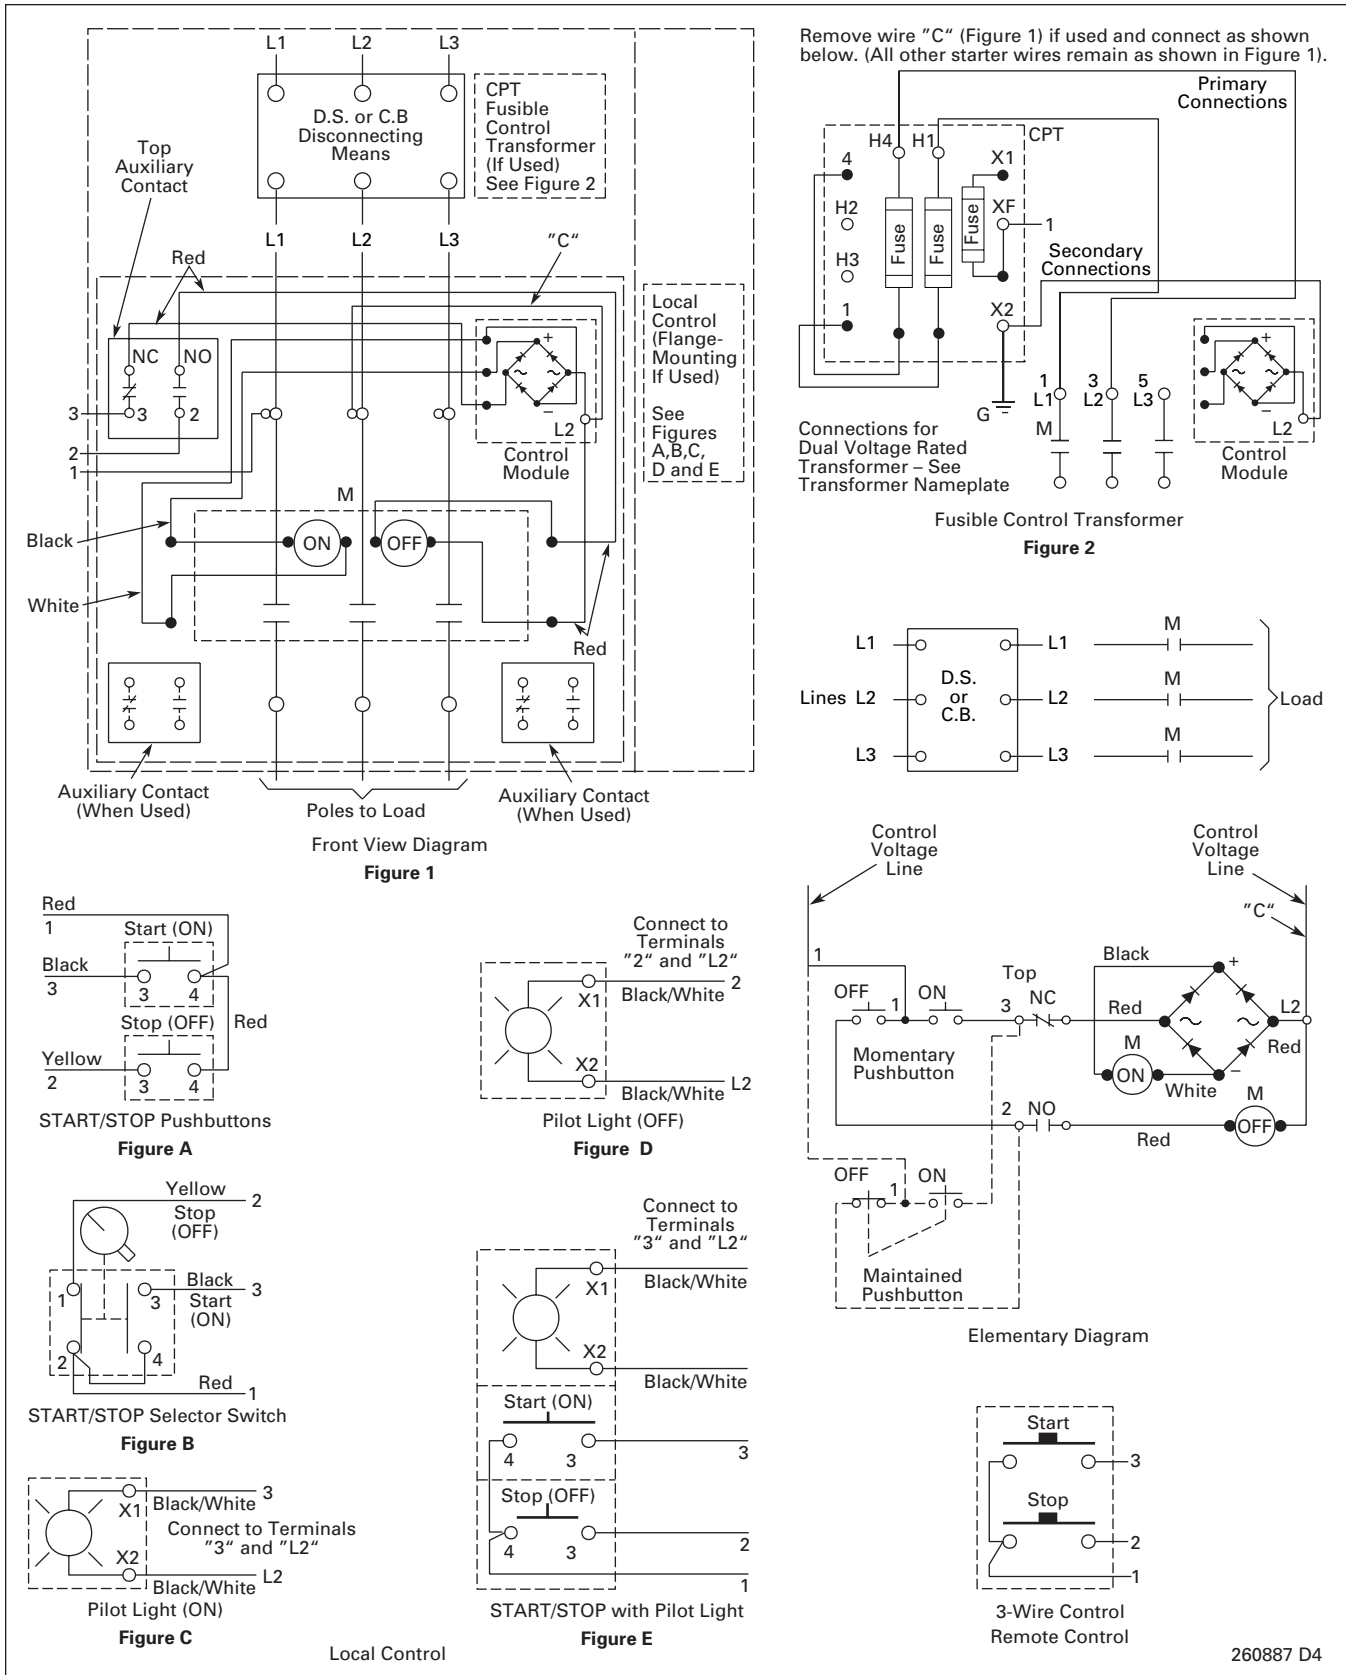 L1 L2 L3
D.S. or C.B
Disconnecting
Means
CPT
Fusible
Control
Transformer
(If Used)
See Figure 2
Top
Auxiliary
Contact
L1 L2 L3
"C"
Red
NC NO
3 3 2
2
1
+
–
L2
Control
Module
Local
Control
(Flange-
Mounting
If Used)
See
Figures
A,B,C,
D and E
M
Black
ON OFF
White
Red
Auxiliary Contact
(When Used)
Poles to Load
Auxiliary Contact
(When Used)
Front View Diagram
Figure 1
Remove wire "C" (Figure 1) if used and connect as shown
below. (All other starter wires remain as shown in Figure 1).
Primary
Connections
H4 H1 CPT
4 X1
H2 XF 1
Fuse Fuse Fuse
H3
Secondary
Connections
1 X2
G
1 3 5
L1 L2 L3
M
+
–
L2
Control
Module
Connections for
Dual Voltage Rated
Transformer – See
Transformer Nameplate
Fusible Control Transformer
Figure 2
L1 L1 M
Lines L2 D.S.
or
C.B. L2 M Load
L3 L3 M
Red
1
Start (ON)
Black
3 3 4
Stop (OFF)
Red
Yellow
2 3 4
START/STOP Pushbuttons
Figure A
Connect to
Terminals
"2" and "L2"
X1 2
Black/White
X2 L2
Black/White
Pilot Light (OFF)
Figure D
Control
Voltage
Line
Control
Voltage
Line
"C"
1
Black
+
Top
OFF 1 ON 3 NC Red L2
Red
Momentary
Pushbutton
M
ON
–
White
M
2 NO
Red
OFF
OFF 1 ON
Maintained
Pushbutton
Elementary Diagram
Yellow 2
Stop
(OFF)
1 3
Black 3
Start
(ON)
2 4
Red 1
START/STOP Selector Switch
Figure B
X1 3
Black/White
Connect to Terminals
"3" and "L2"
X2 L2
Black/White
Pilot Light (ON)
Figure C
Connect to
Terminals
"3" and "L2"
X1
Black/White
X2
Black/White
Start (ON)
4 3 3
Stop (OFF)
4 3 2
1
START/STOP with Pilot Light
Figure E
Start
3
Stop
2
1
3-Wire Control
Remote Control
Local Control
260887 D4